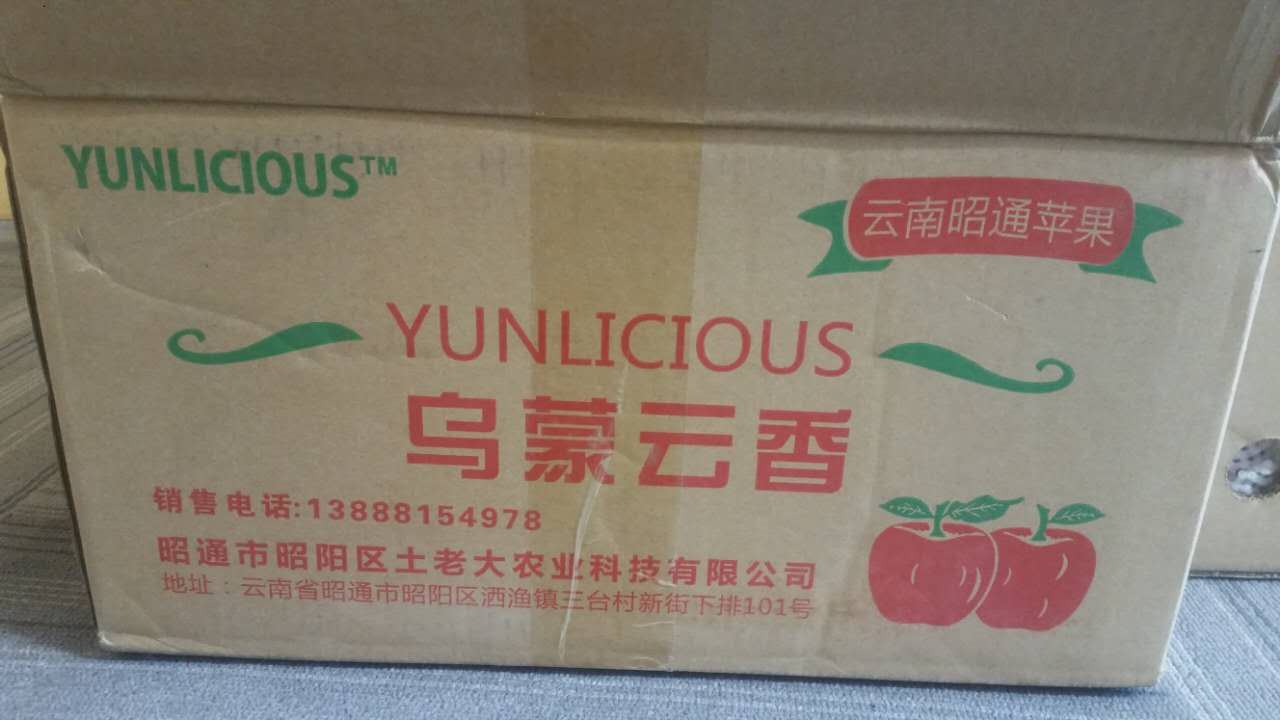 YUNLICIOUS™
云南昭通苹果
YUNLICIOUS
乌蒙云香
销售电话:13888154978
昭通市昭阳区土老大农业科技有限公司
地址：云南省昭通市昭阳区洒渔镇三台村新街下排101号